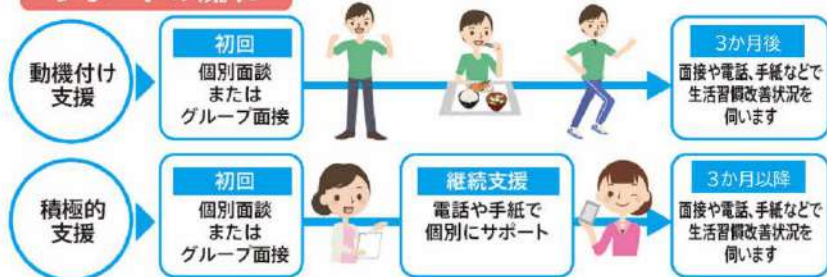 動機付け
支援
初回
個別面談
または
グループ面接
3か月後
面接や電話、手紙などで
生活習慣改善状況を
伺います
積極的
支援
初回
個別面談
または
グループ面接
継続支援
電話や手紙で
個別にサポート
3か月以降
面接や電話、手紙などで
生活習慣改善状況を
伺います